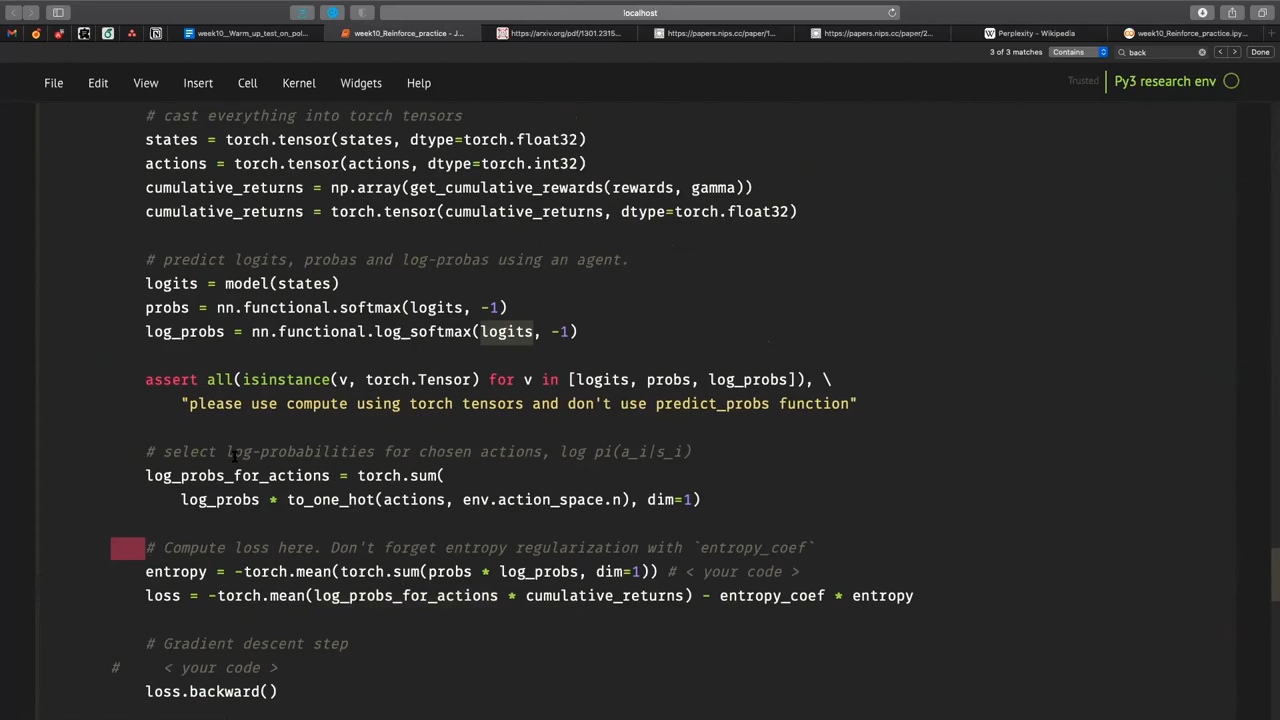 localhost
week10__Warm_up_test_on_pol...
week10_Reinforce_practice - J...
https://arxiv.org/pdf/1301.2315...
https://papers.nips.cc/paper/1...
https://papers.nips.cc/paper/2...
Perplexity - Wikipedia
week10_Reinforce_practice.ipy...
3 of 3 matches
Contains
back
Done
File
Edit
View
Insert
Cell
Kernel
Widgets
Help
Trusted
Py3 research env
# cast everything into torch tensors
states = torch.tensor(states, dtype=torch.float32)
actions = torch.tensor(actions, dtype=torch.int32)
cumulative_returns = np.array(get_cumulative_rewards(rewards, gamma))
cumulative_returns = torch.tensor(cumulative_returns, dtype=torch.float32)
# predict logits, probas and log-probas using an agent.
logits = model(states)
probs = nn.functional.softmax(logits, -1)
log_probs = nn.functional.log_softmax(logits, -1)
assert all(isinstance(v, torch.Tensor) for v in [logits, probs, log_probs]), \
"please use compute using torch tensors and don't use predict_probs function"
# select log-probabilities for chosen actions, log pi(a_i|s_i)
log_probs_for_actions = torch.sum(
log_probs * to_one_hot(actions, env.action_space.n), dim=1)
# Compute loss here. Don't forget entropy regularization with `entropy_coef`
entropy = -torch.mean(torch.sum(probs * log_probs, dim=1)) # < your code >
loss = -torch.mean(log_probs_for_actions * cumulative_returns) - entropy_coef * entropy
# Gradient descent step
# < your code >
loss.backward()